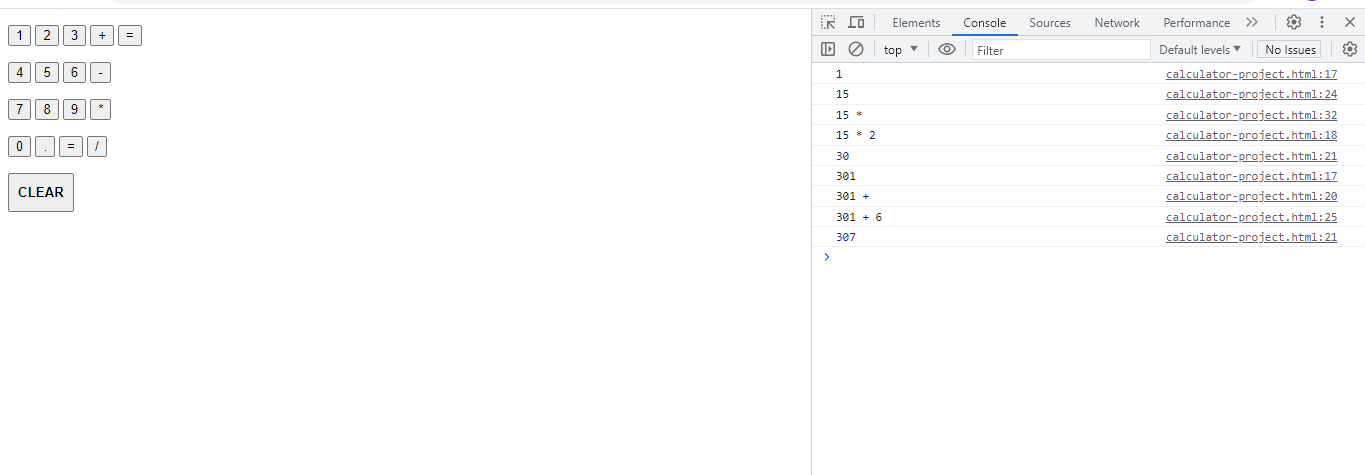 1 2 3 + =
4 5 6 -
7 8 9 *
0 . = /
CLEAR
Elements Console Sources Network Performance
top Filter Default levels No Issues
1 calculator-project.html:17
15 calculator-project.html:24
15 * calculator-project.html:32
15 * 2 calculator-project.html:18
30 calculator-project.html:21
301 calculator-project.html:17
301 + calculator-project.html:20
301 + 6 calculator-project.html:25
307 calculator-project.html:21